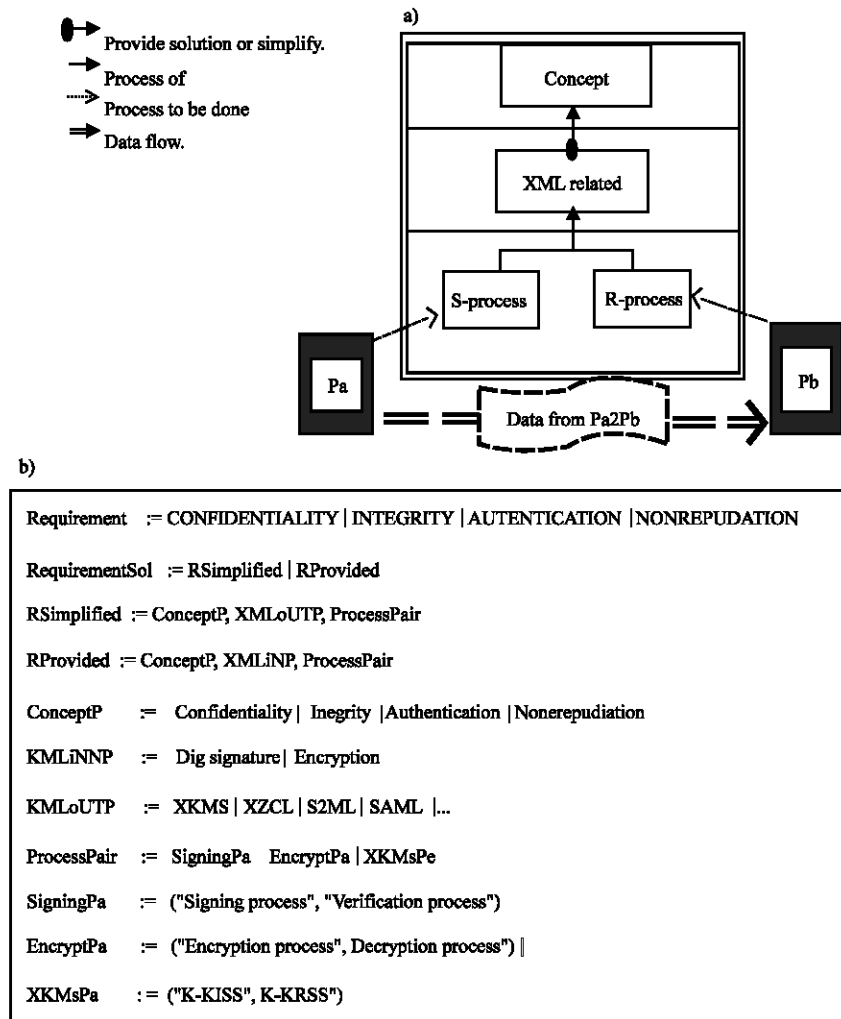 a)
Provide solution or simplify.
Process of
Process to be done
Data flow.
Concept
XML related
S-process
R-process
Pa
Pb
Data from Pa2Pb
b)
Requirement := CONFIDENTIALITY | INTEGRITY | AUTENTICATION | NONREPUDATION
RequirementSol := RSimplified | RProvided
RSimplified := ConceptP, XMLoUTP, ProcessPair
RProvided := ConceptP, XMLiNP, ProcessPair
ConceptP := Confidentiality | Inegrity | Authentication | Nonerepudiation
KMLiNNP := Dig signature | Encryption
KMLoUTP := XKMS | XZCL | S2ML | SAML |...
ProcessPair := SigningPa EncryptPa | XKMsPe
SigningPa := ("Signing process", "Verification process")
EncryptPa := ("Encryption process", Decryption process") ‖
XKMsPa : = ("K-KISS", K-KRSS")